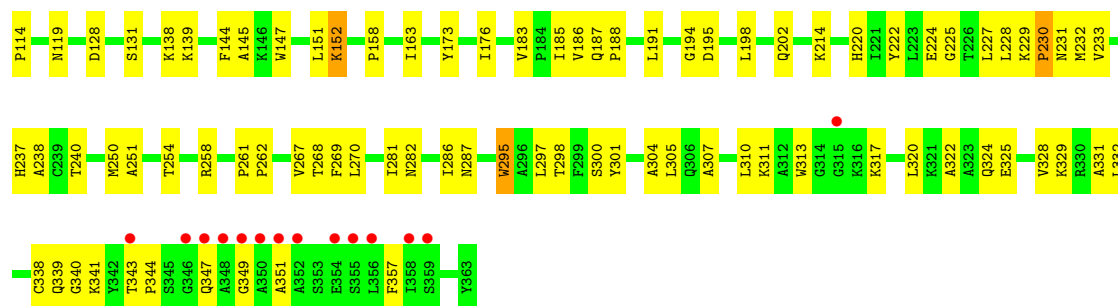 P114 N119 D128 S131 K138 K139 F144 A145 K146 W147 L151 K152 P158 I163 Y173 I176 V183 P184 I185 V186 Q187 P188 L191 G194 D195 L198 Q202 K214 H220 I221 Y222 L223 E224 G225 T226 L227 L228 K229 P230 N231 M232 V233
H237 A238 C239 T240 M250 A251 T254 R258 P261 P262 V267 T268 F269 L270 I281 N282 I286 N287 W295 A296 L297 T298 F299 S300 Y301 A304 L305 Q306 A307 L310 K311 A312 W313 G314 G315 K316 K317 L320 K321 A322 A323 Q324 E325 V328 K329 R330 A331 L332
C338 Q339 G340 K341 Y342 T343 P344 S345 G346 Q347 A348 G349 A350 A351 A352 S353 E354 S355 L356 F357 I358 S359 Y363